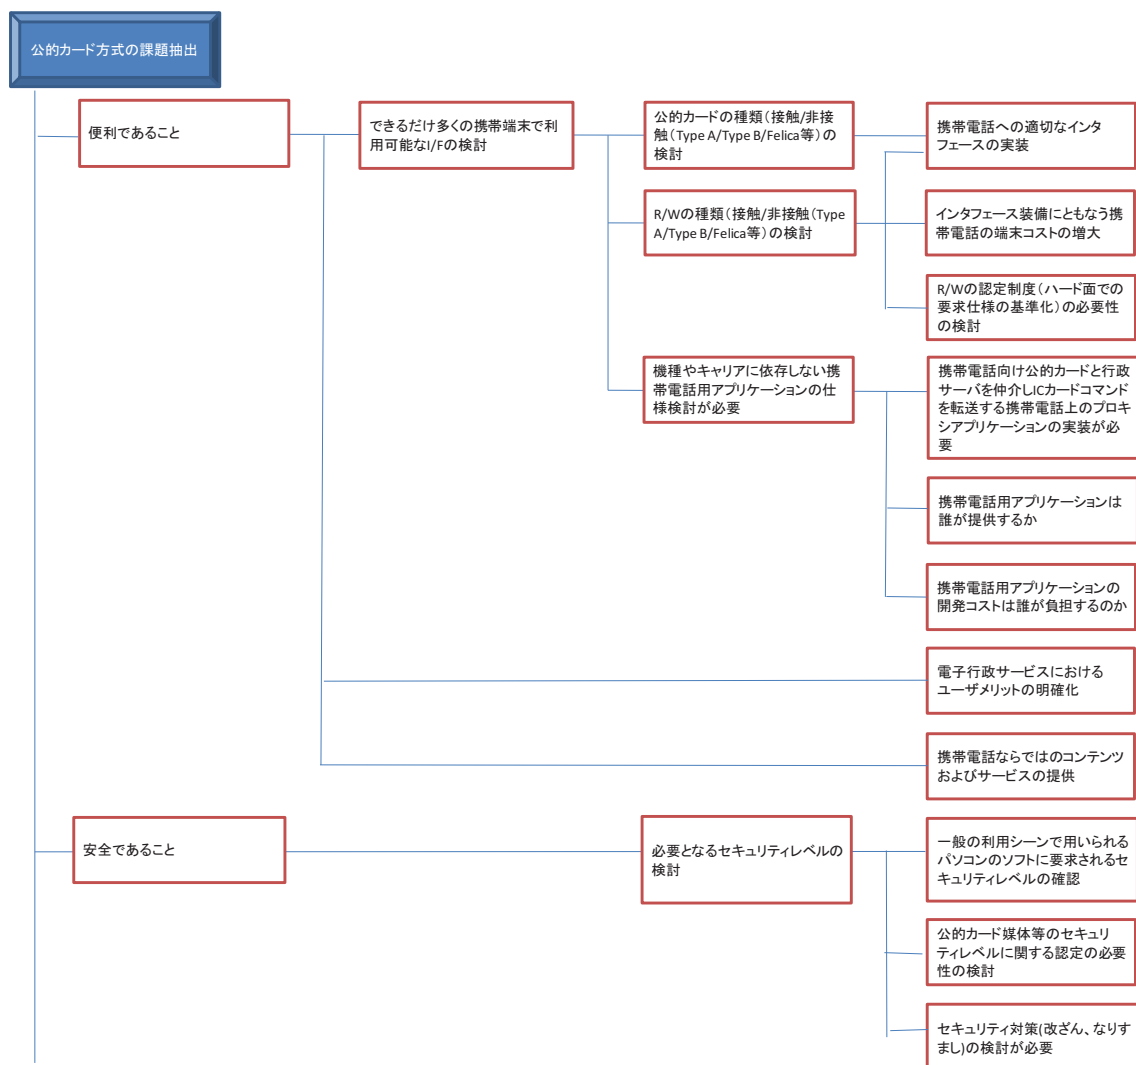 公的カード方式の課題抽出
便利であること
できるだけ多くの携帯端末で利
用可能なI/Fの検討
公的カードの種類（接触/非接
触（Type A/Type B/Felica等）の
検討
携帯電話への適切なインタ
フェースの実装
R/Wの種類（接触/非接触（Type
A/Type B/Felica等）の検討
インタフェース装備にともなう携
帯電話の端末コストの増大
R/Wの認定制度（ハード面での
要求仕様の基準化）の必要性
の検討
機種やキャリアに依存しない携
帯電話用アプリケーションの仕
様検討が必要
携帯電話向け公的カードと行政
サーバを仲介しICカードコマンド
を転送する携帯電話上のプロキ
シアプリケーションの実装が必
要
携帯電話用アプリケーションは
誰が提供するか
携帯電話用アプリケーションの
開発コストは誰が負担するのか
電子行政サービスにおける
ユーザメリットの明確化
携帯電話ならではのコンテンツ
およびサービスの提供
安全であること
必要となるセキュリティレベルの
検討
一般の利用シーンで用いられる
パソコンのソフトに要求されるセ
キュリティレベルの確認
公的カード媒体等のセキュリ
ティレベルに関する認定の必要
性の検討
セキュリティ対策(改ざん、なりす
まし)の検討が必要